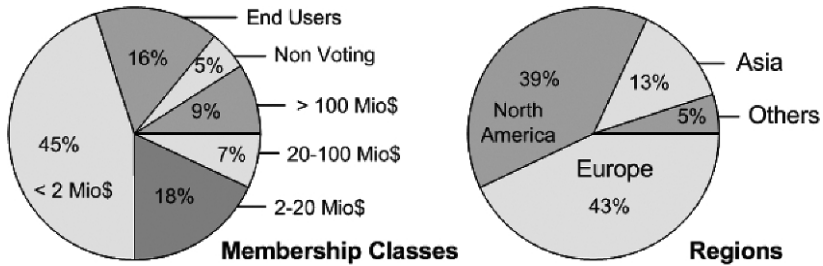 End Users
16%
Non Voting
5%
> 100 Mio$
9%
20-100 Mio$
7%
45%
< 2 Mio$
18%
2-20 Mio$
Membership Classes
39%
North
America
13%
Asia
5%
Others
Europe
43%
Regions